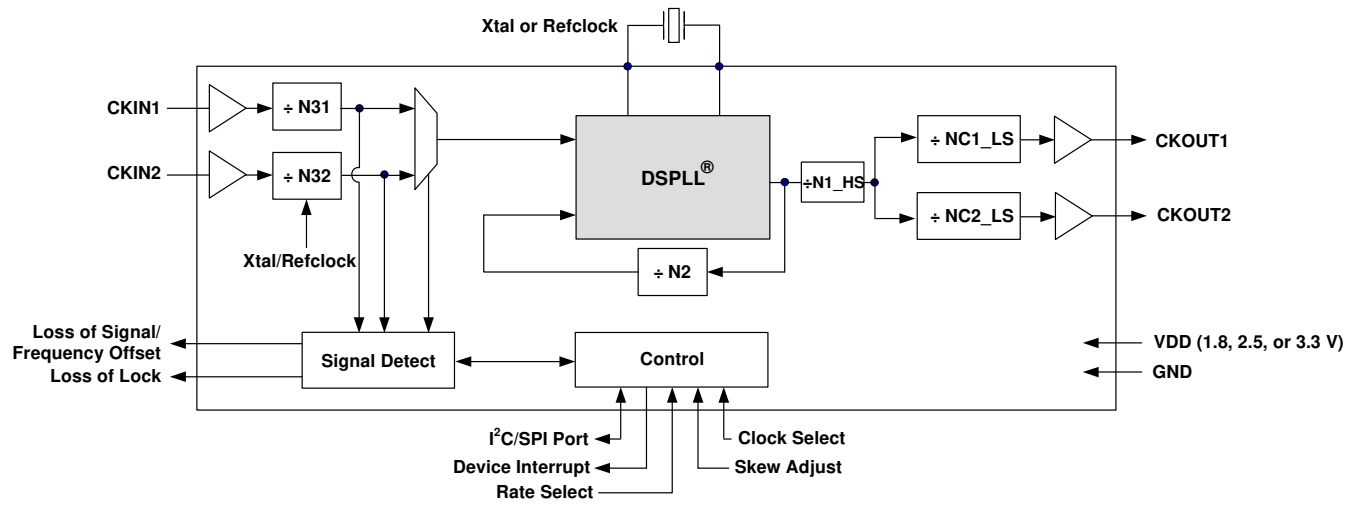 Xtal or Refclock
CKIN1
÷ N31
CKIN2
÷ N32
Xtal/Refclock
DSPLL®
÷N1_HS
÷ NC1_LS
CKOUT1
÷ NC2_LS
CKOUT2
÷ N2
Loss of Signal/
Frequency Offset
Loss of Lock
Signal Detect
Control
VDD (1.8, 2.5, or 3.3 V)
GND
I²C/SPI Port
Clock Select
Device Interrupt
Skew Adjust
Rate Select